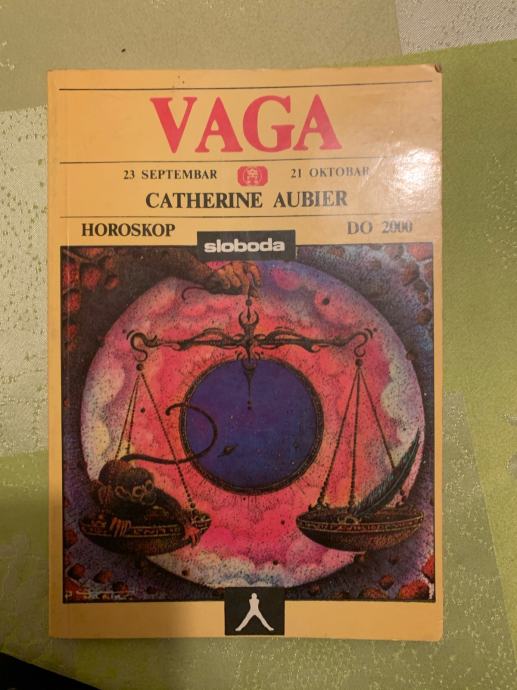 VAGA
23 SEPTEMBAR 21 OKTOBAR
CATHERINE AUBIER
HOROSKOP DO 2000
sloboda